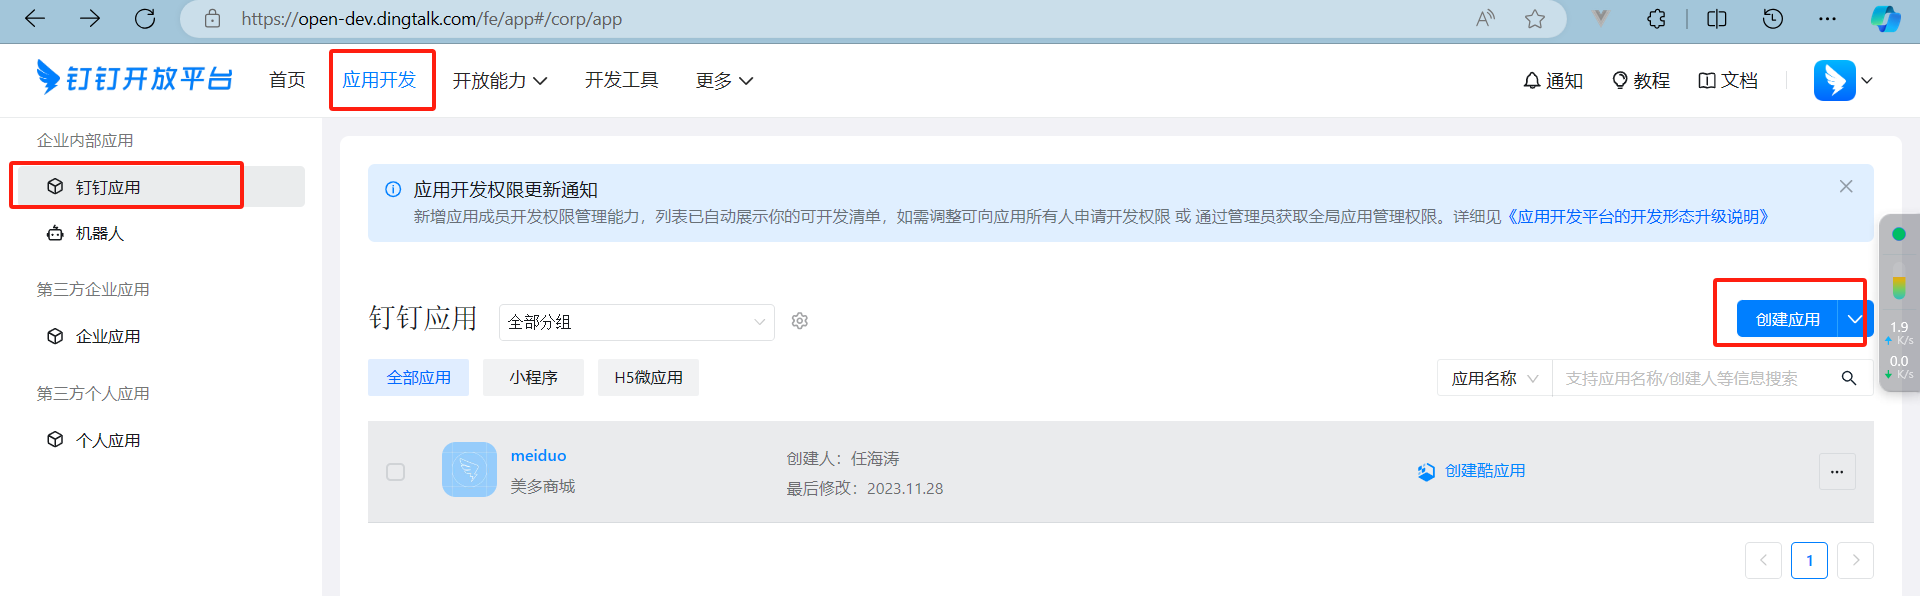 https://open-dev.dingtalk.com/fe/app#/corp/app
钉钉开放平台 首页 应用开发 开放能力 开发工具 更多 通知 教程 文档
企业内部应用
钉钉应用
机器人
第三方企业应用
企业应用
第三方个人应用
个人应用
应用开发权限更新通知
新增应用成员开发权限管理能力，列表已自动展示你的可开发清单，如需调整可向应用所有人申请开发权限 或 通过管理员获取全局应用管理权限。详细见《应用开发平台的开发形态升级说明》
钉钉应用 全部分组 创建应用
全部应用 小程序 H5微应用 应用名称 支持应用名称/创建人等信息搜索
meiduo
美多商城
创建人：任海涛
最后修改：2023.11.28
创建酷应用
1
1.9
K/s
0.0
K/s